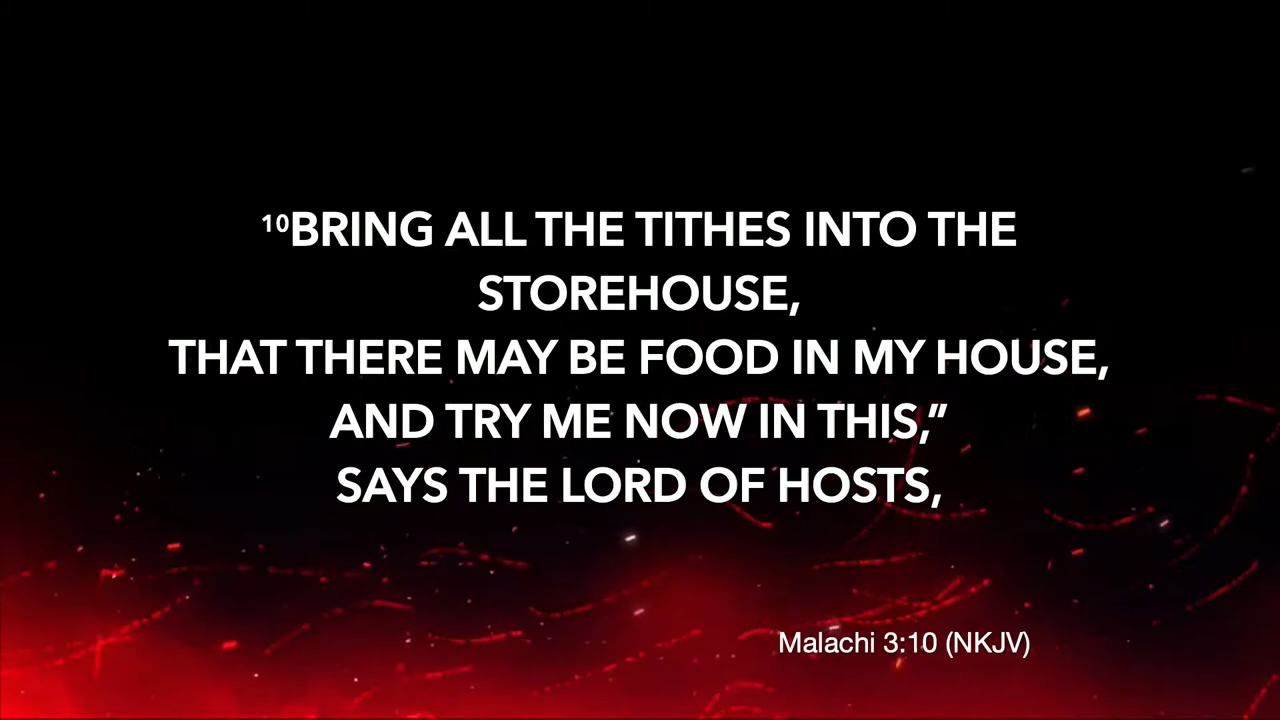 ¹⁰BRING ALL THE TITHES INTO THE
STOREHOUSE,
THAT THERE MAY BE FOOD IN MY HOUSE,
AND TRY ME NOW IN THIS,”
SAYS THE LORD OF HOSTS,
Malachi 3:10 (NKJV)